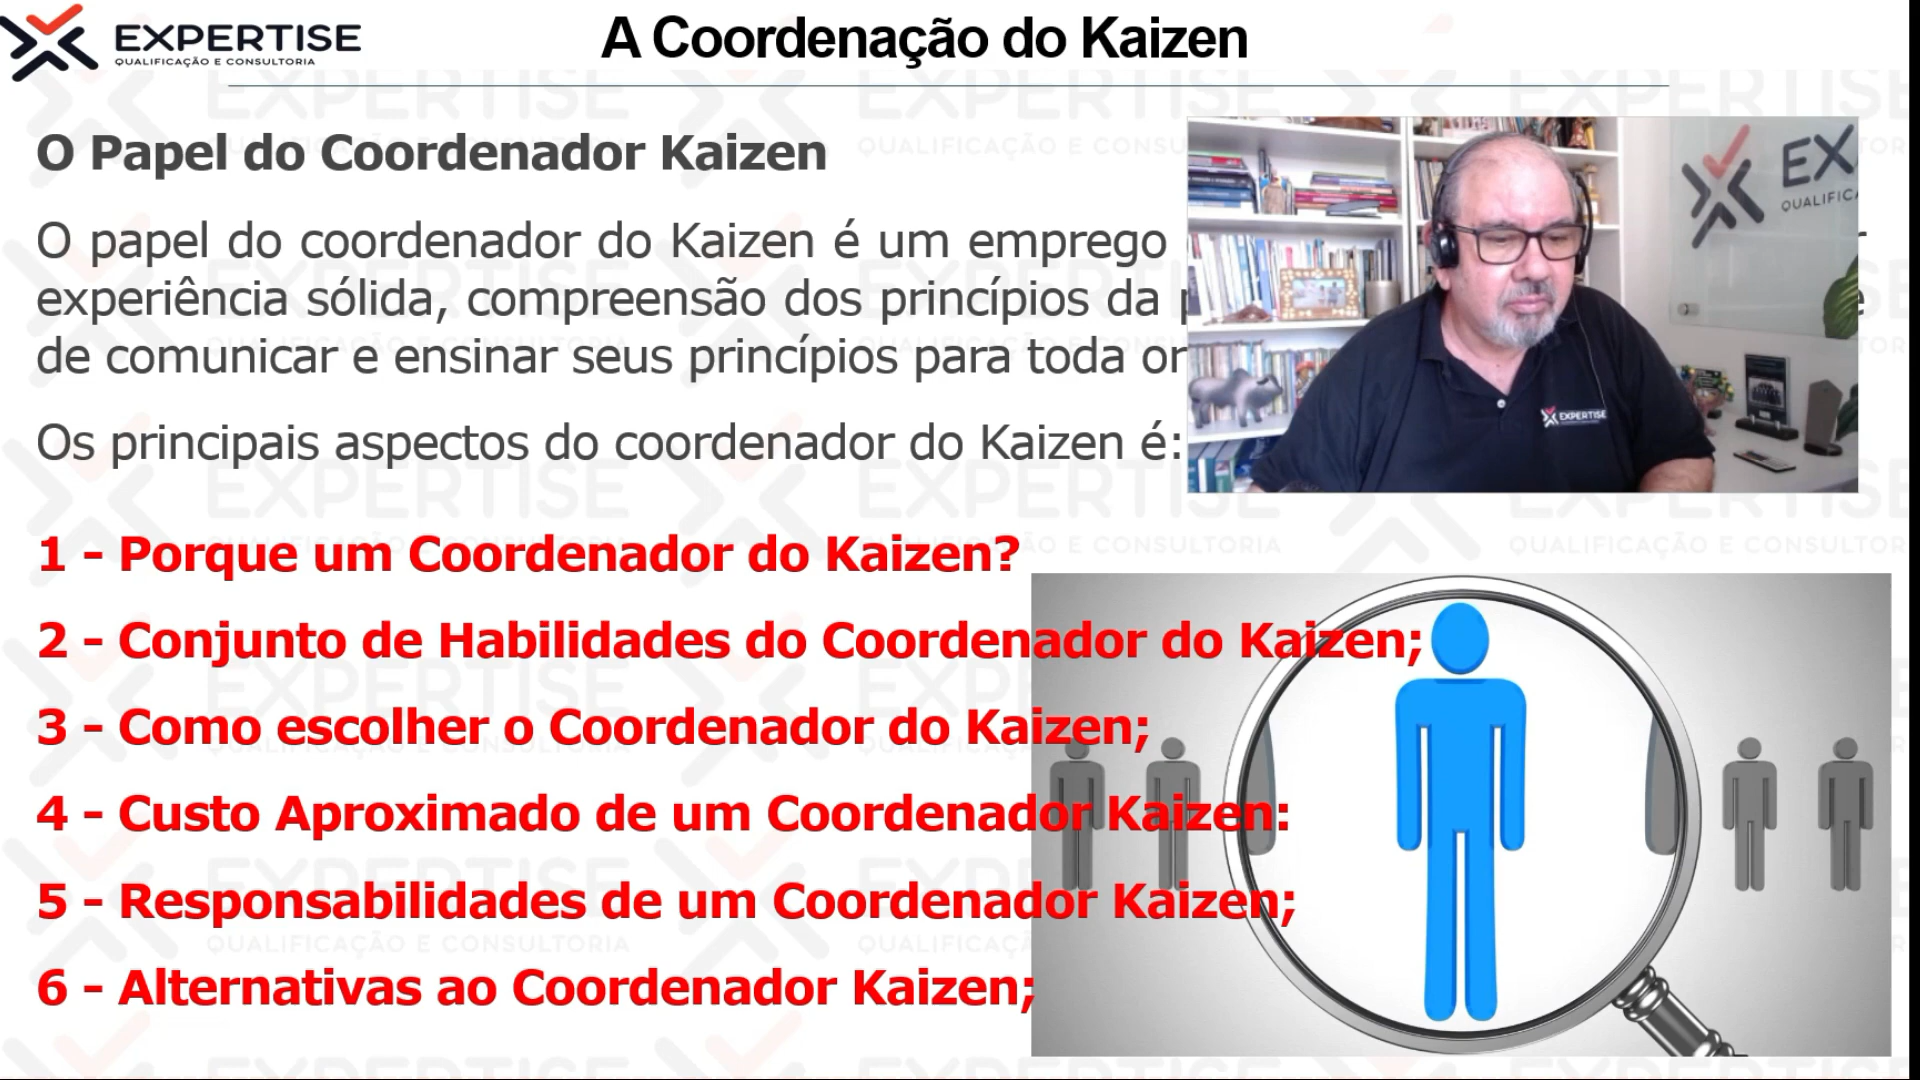 EXPERTISE
QUALIFICAÇÃO E CONSULTORIA
A Coordenação do Kaizen
O Papel do Coordenador Kaizen
O papel do coordenador do Kaizen é um emprego
experiência sólida, compreensão dos princípios da
de comunicar e ensinar seus princípios para toda
Os principais aspectos do coordenador do Kaizen é:
EXPERTISE
1 - Porque um Coordenador do Kaizen?
2 - Conjunto de Habilidades do Coordenador do Kaizen;
3 - Como escolher o Coordenador do Kaizen;
4 - Custo Aproximado de um Coordenador Kaizen:
5 - Responsabilidades de um Coordenador Kaizen;
6 - Alternativas ao Coordenador Kaizen;